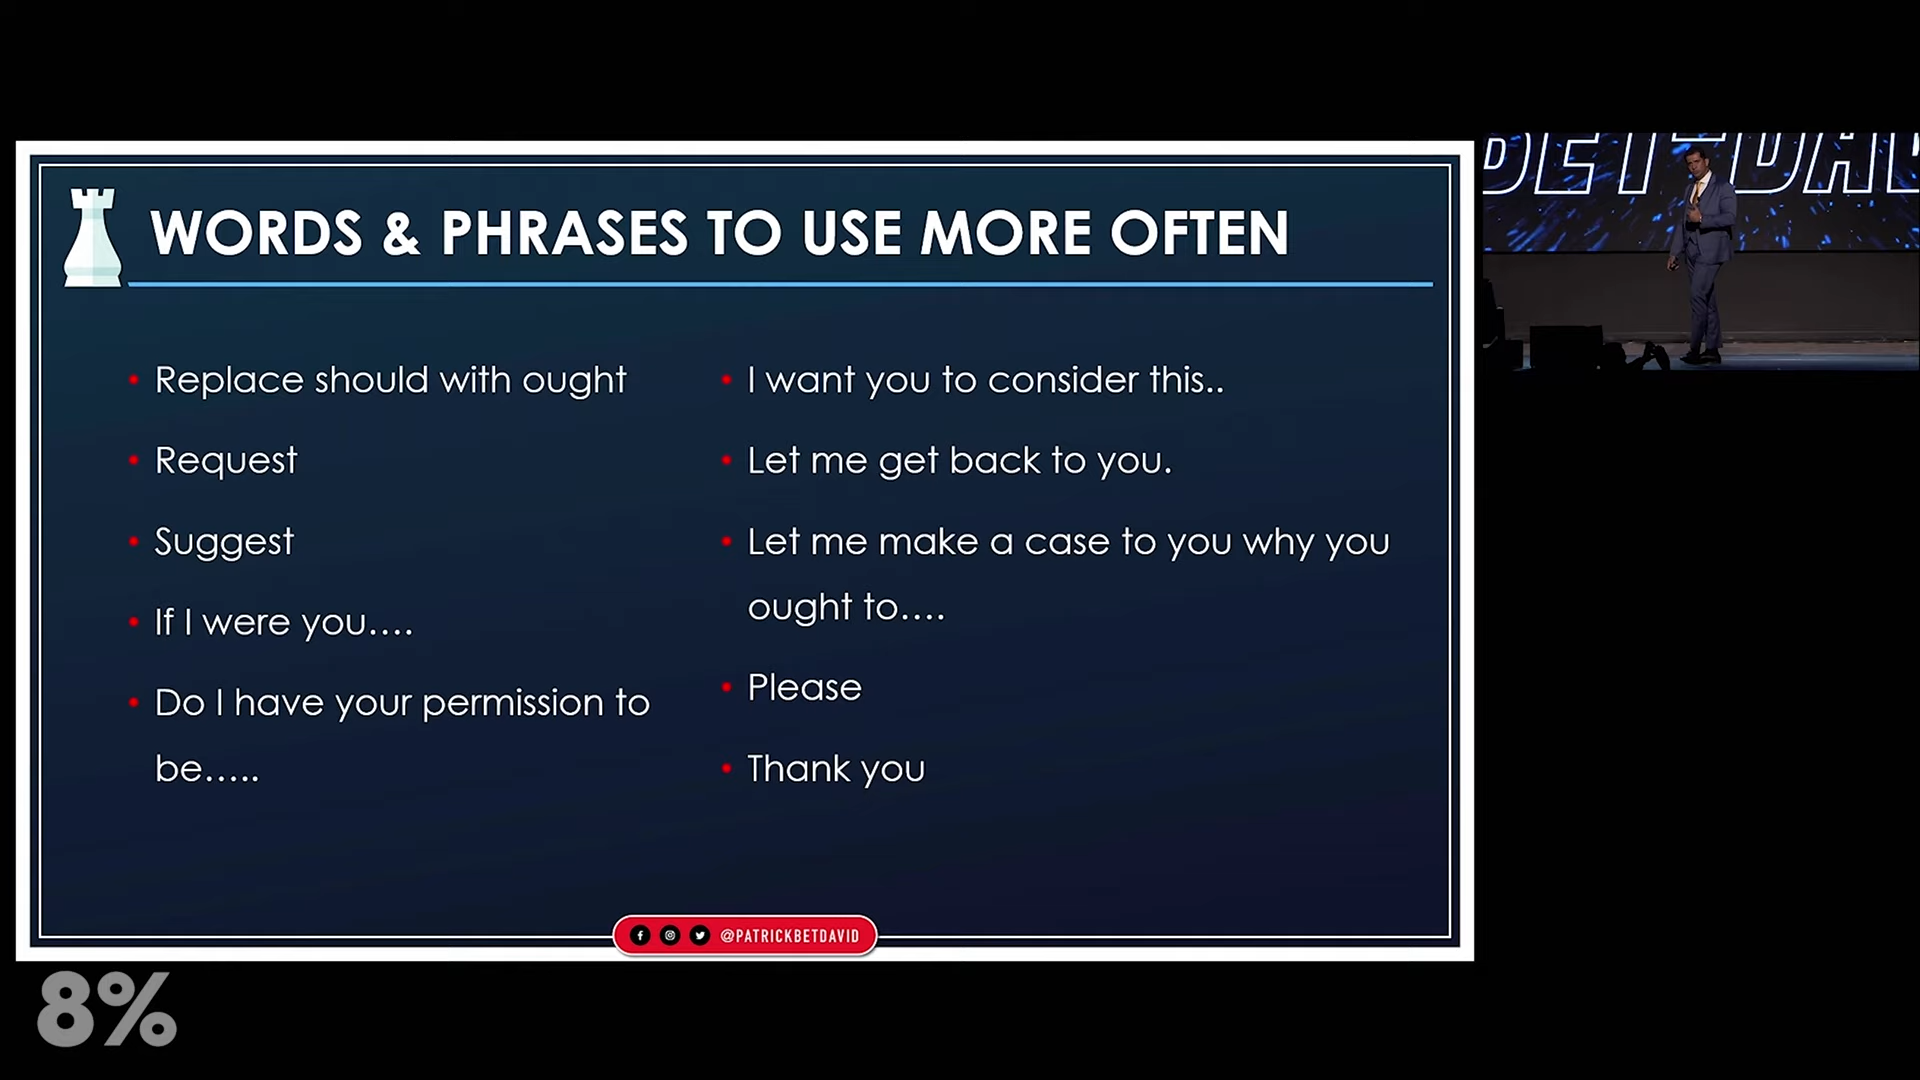 WORDS & PHRASES TO USE MORE OFTEN
Replace should with ought
Request
Suggest
If I were you....
Do I have your permission to
be.....
I want you to consider this..
Let me get back to you.
Let me make a case to you why you
ought to....
Please
Thank you
@PATRICKBETDAVID
8%
BET-DAV